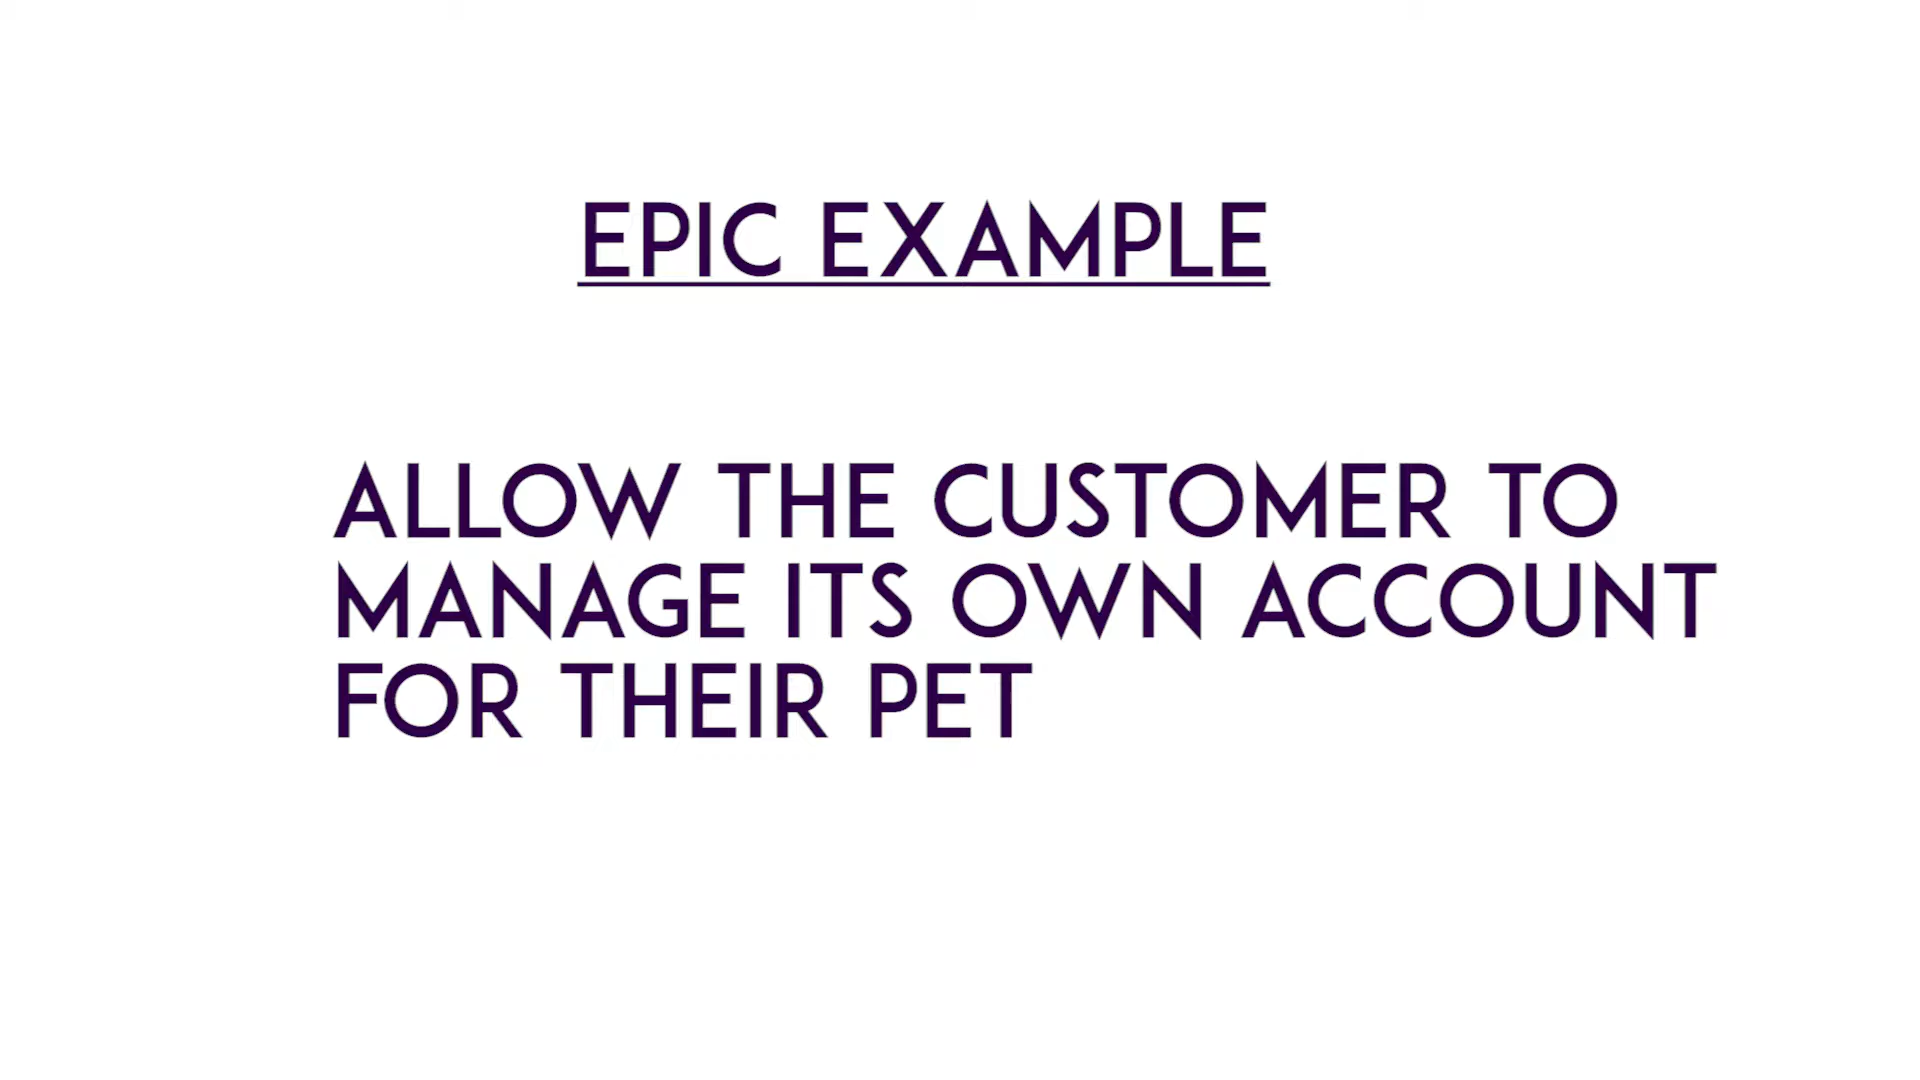 EPIC EXAMPLE
ALLOW THE CUSTOMER TO
MANAGE ITS OWN ACCOUNT
FOR THEIR PET